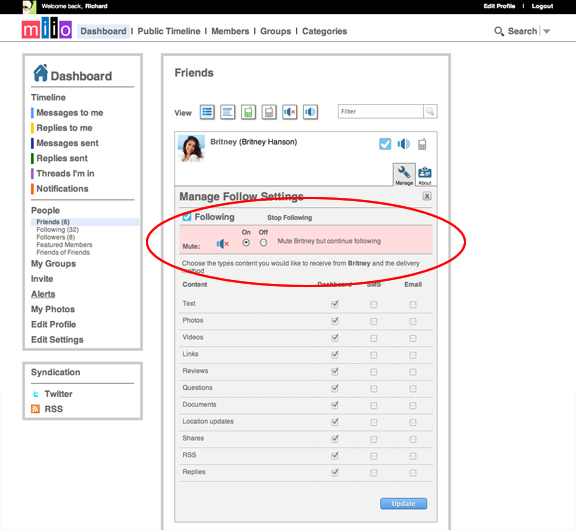 Welcome back, Richard
Edit Profile | Logout
miio
Dashboard | Public Timeline | Members | Groups | Categories
Search
Dashboard
Timeline
Messages to me
Replies to me
Messages sent
Replies sent
Threads I'm in
Notifications
People
Friends (6)
Following (32)
Followers (8)
Featured Members
Friends of Friends
My Groups
Invite
Alerts
My Photos
Edit Profile
Edit Settings
Syndication
Twitter
RSS
Friends
View
Filter
Britney (Britney Hanson)
Manage
About
Manage Follow Settings
x
Following
Stop Following
On Off
Mute:
Mute Britney but continue following
Choose the types content you would like to receive from Britney and the delivery
method
Content Dashboard SMS Email
Text
Photos
Videos
Links
Reviews
Questions
Documents
Location updates
Shares
RSS
Replies
Update